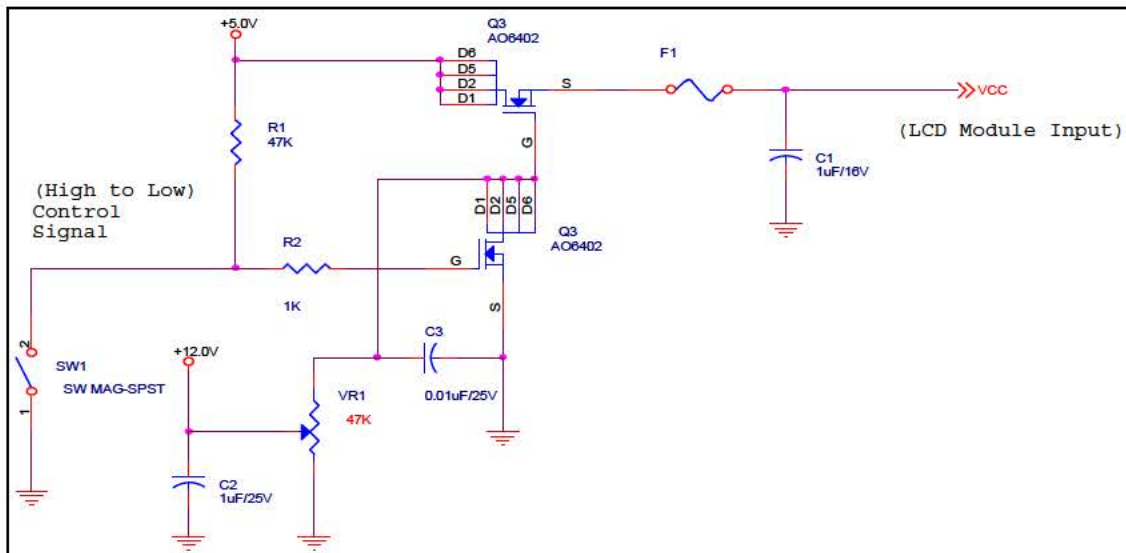 +5.0V
Q3
AO6402
D6
D5
D2
D1
S
G
F1
VCC
(LCD Module Input)
R1
47K
C1
1uF/16V
(High to Low)
Control
Signal
D1
D2
D5
D6
Q3
AO6402
R2
1K
G
S
2
1
SW1
SW MAG-SPST
+12.0V
C3
0.01uF/25V
VR1
47K
C2
1uF/25V